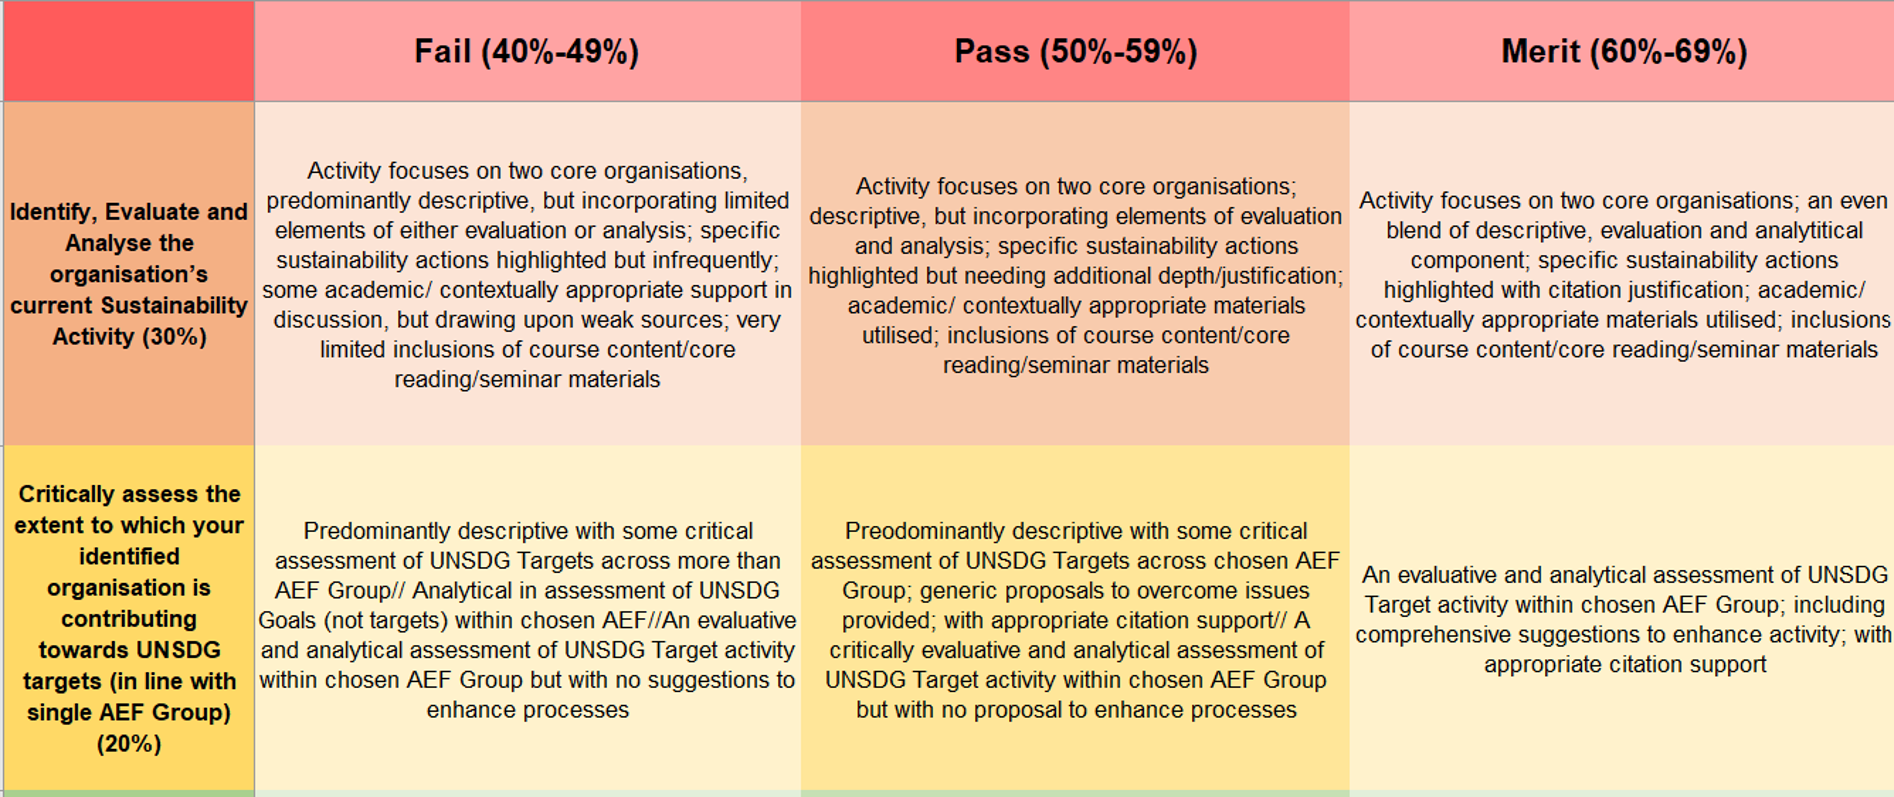 Fail (40%-49%)
Pass (50%-59%)
Merit (60%-69%)
Identify, Evaluate and
Analyse the
organisation's
current Sustainability
Activity (30%)
Activity focuses on two core organisations,
predominantly descriptive, but incorporating limited
elements of either evaluation or analysis; specific
sustainability actions highlighted but infrequently;
some academic/ contextually appropriate support in
discussion, but drawing upon weak sources; very
limited inclusions of course content/core
reading/seminar materials
Activity focuses on two core organisations;
descriptive, but incorporating elements of evaluation
and analysis; specific sustainability actions
highlighted but needing additional depth/justification;
academic/ contextually appropriate materials
utilised; inclusions of course content/core
reading/seminar materials
Activity focuses on two core organisations; an even
blend of descriptive, evaluation and analytitical
component; specific sustainability actions
highlighted with citation justification; academic/
contextually appropriate materials utilised; inclusions
of course content/core reading/seminar materials
Critically assess the
extent to which your
identified
organisation is
contributing
towards UNSDG
targets (in line with
single AEF Group)
(20%)
Predominantly descriptive with some critical
assessment of UNSDG Targets across more than
AEF Group// Analytical in assessment of UNSDG
Goals (not targets) within chosen AEF//An evaluative
and analytical assessment of UNSDG Target activity
within chosen AEF Group but with no suggestions to
enhance processes
Preodominantly descriptive with some critical
assessment of UNSDG Targets across chosen AEF
Group; generic proposals to overcome issues
provided; with appropriate citation support// A
critically evaluative and analytical assessment of
UNSDG Target activity within chosen AEF Group
but with no proposal to enhance processes
An evaluative and analytical assessment of UNSDG
Target activity within chosen AEF Group; including
comprehensive suggestions to enhance activity; with
appropriate citation support